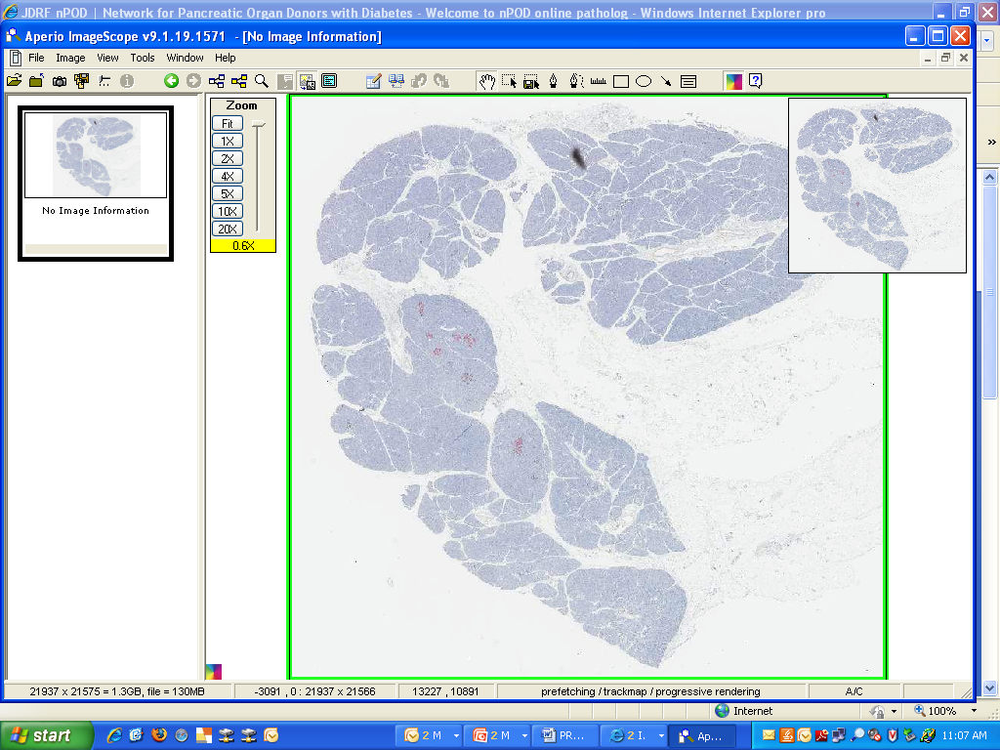 JDRF nPOD | Network for Pancreatic Organ Donors with Diabetes - Welcome to nPOD online patholog - Windows Internet Explorer pro
Aperio ImageScope v9.1.19.1571 - [No Image Information]
File Image View Tools Window Help
Zoom
Fit
1X
2X
4X
5X
10X
20X
0.6X
No Image Information
21937 x 21575 = 1.3GB, file = 130MB
-3091 , 0 : 21937 x 21566
13227 , 10891
prefetching / trackmap / progressive rendering
A/C
Internet
100%
start
2 M
2 M
PR...
2 I.
Ap...
11:07 AM